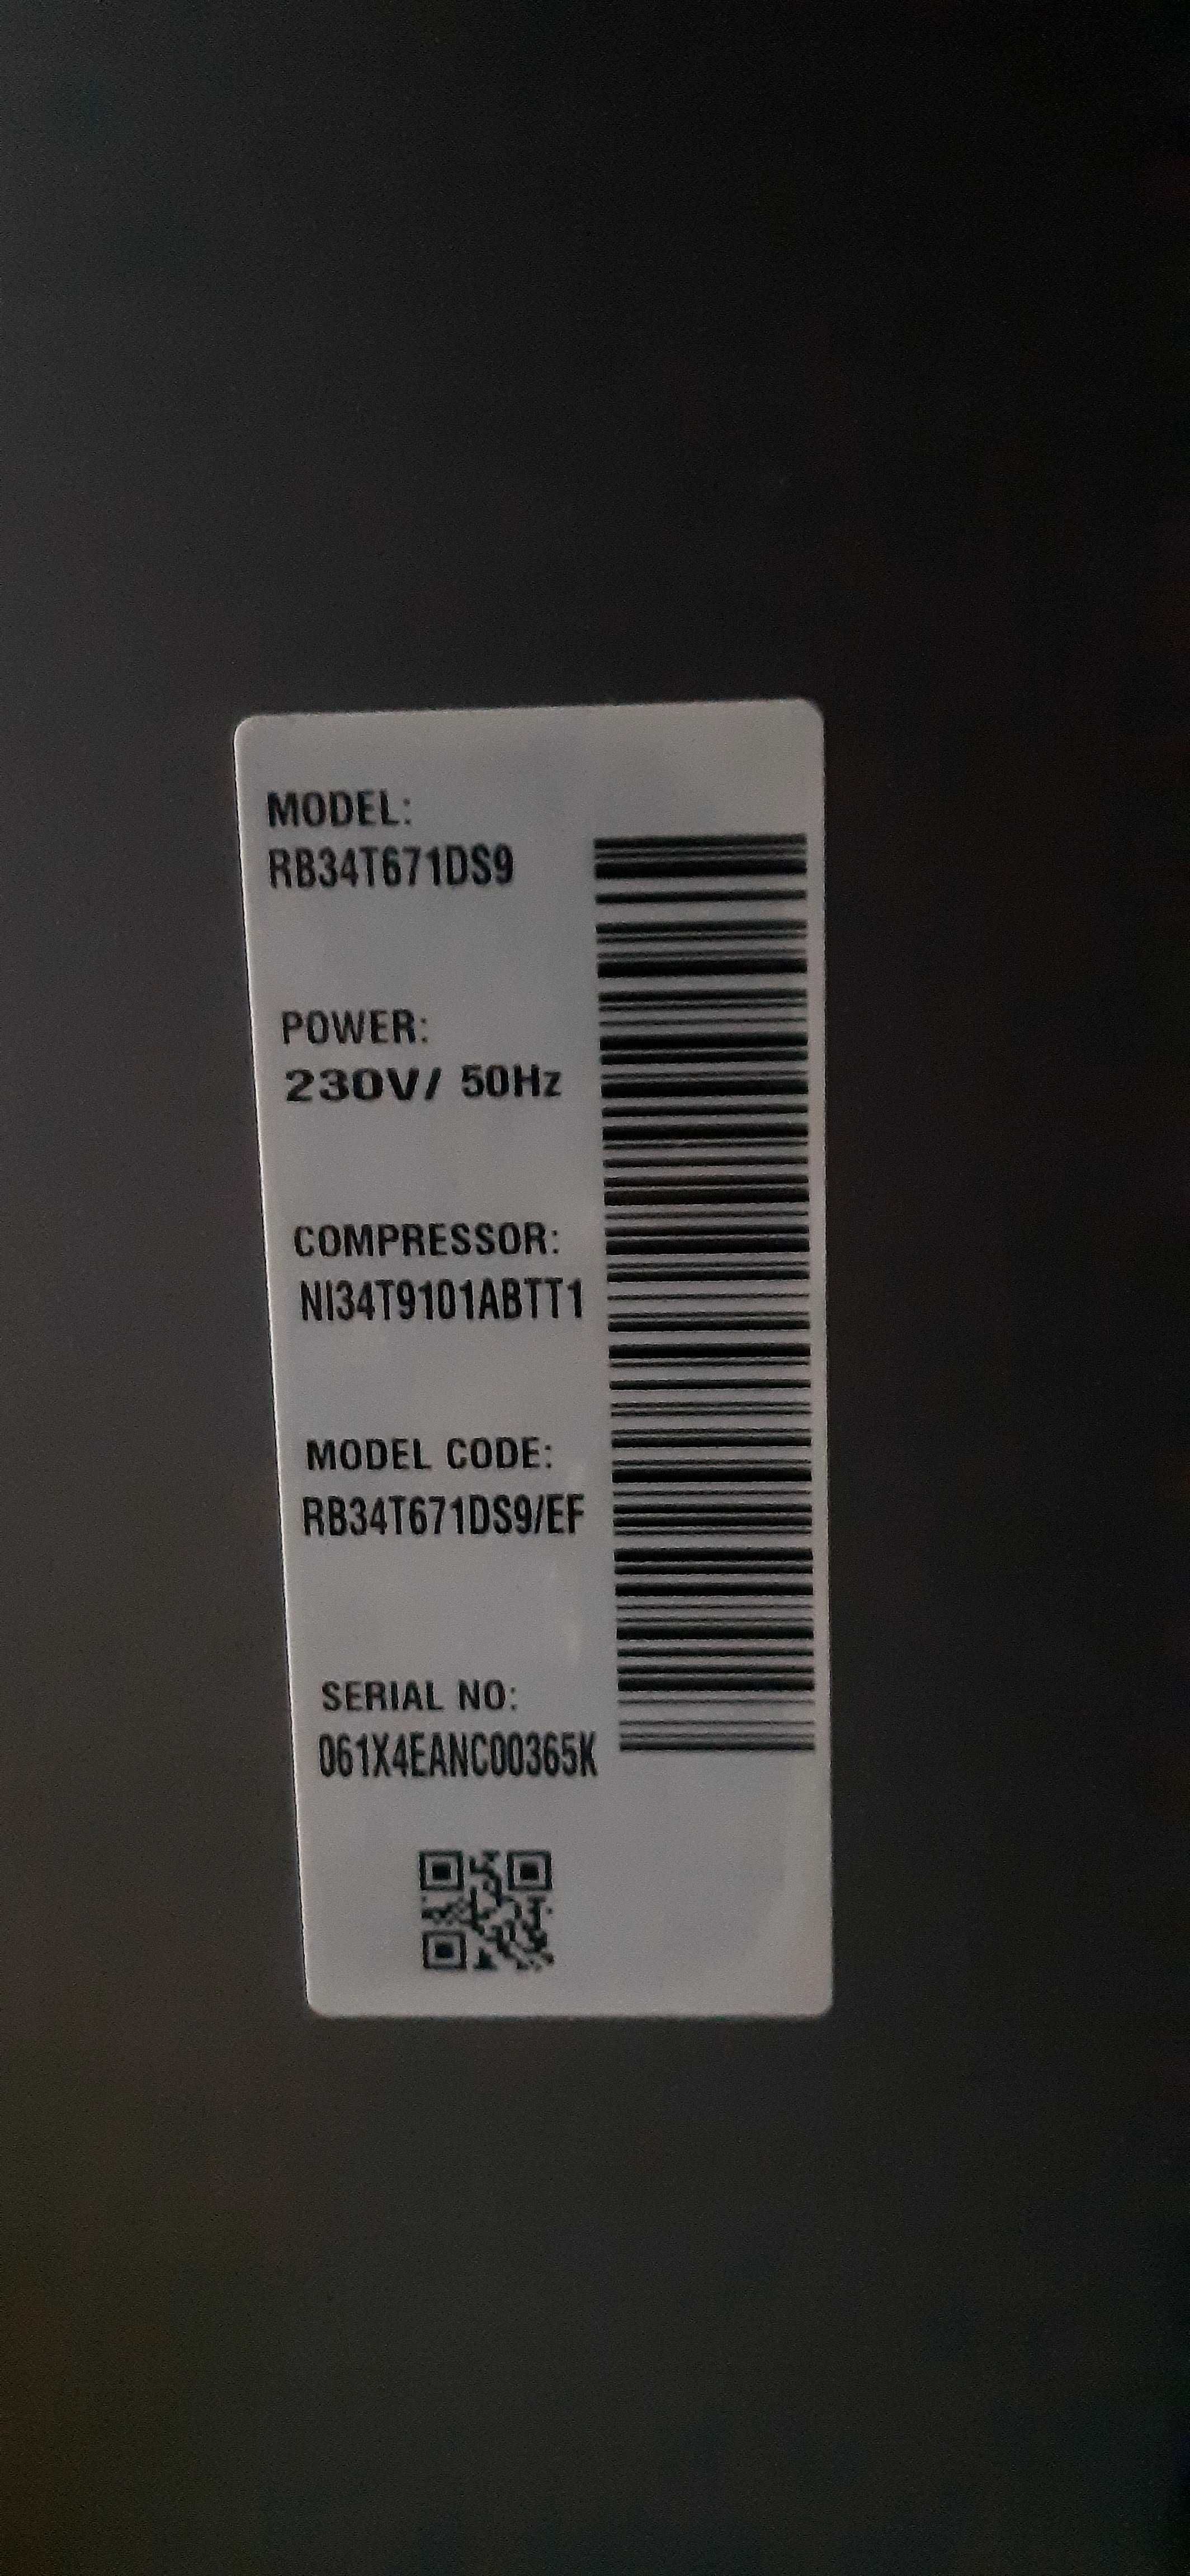 MODEL:
RB34T671DS9
POWER:
230V/ 50Hz
COMPRESSOR:
NI34T9101ABTT1
MODEL CODE:
RB34T671DS9/EF
SERIAL NO:
061X4EANC00365K